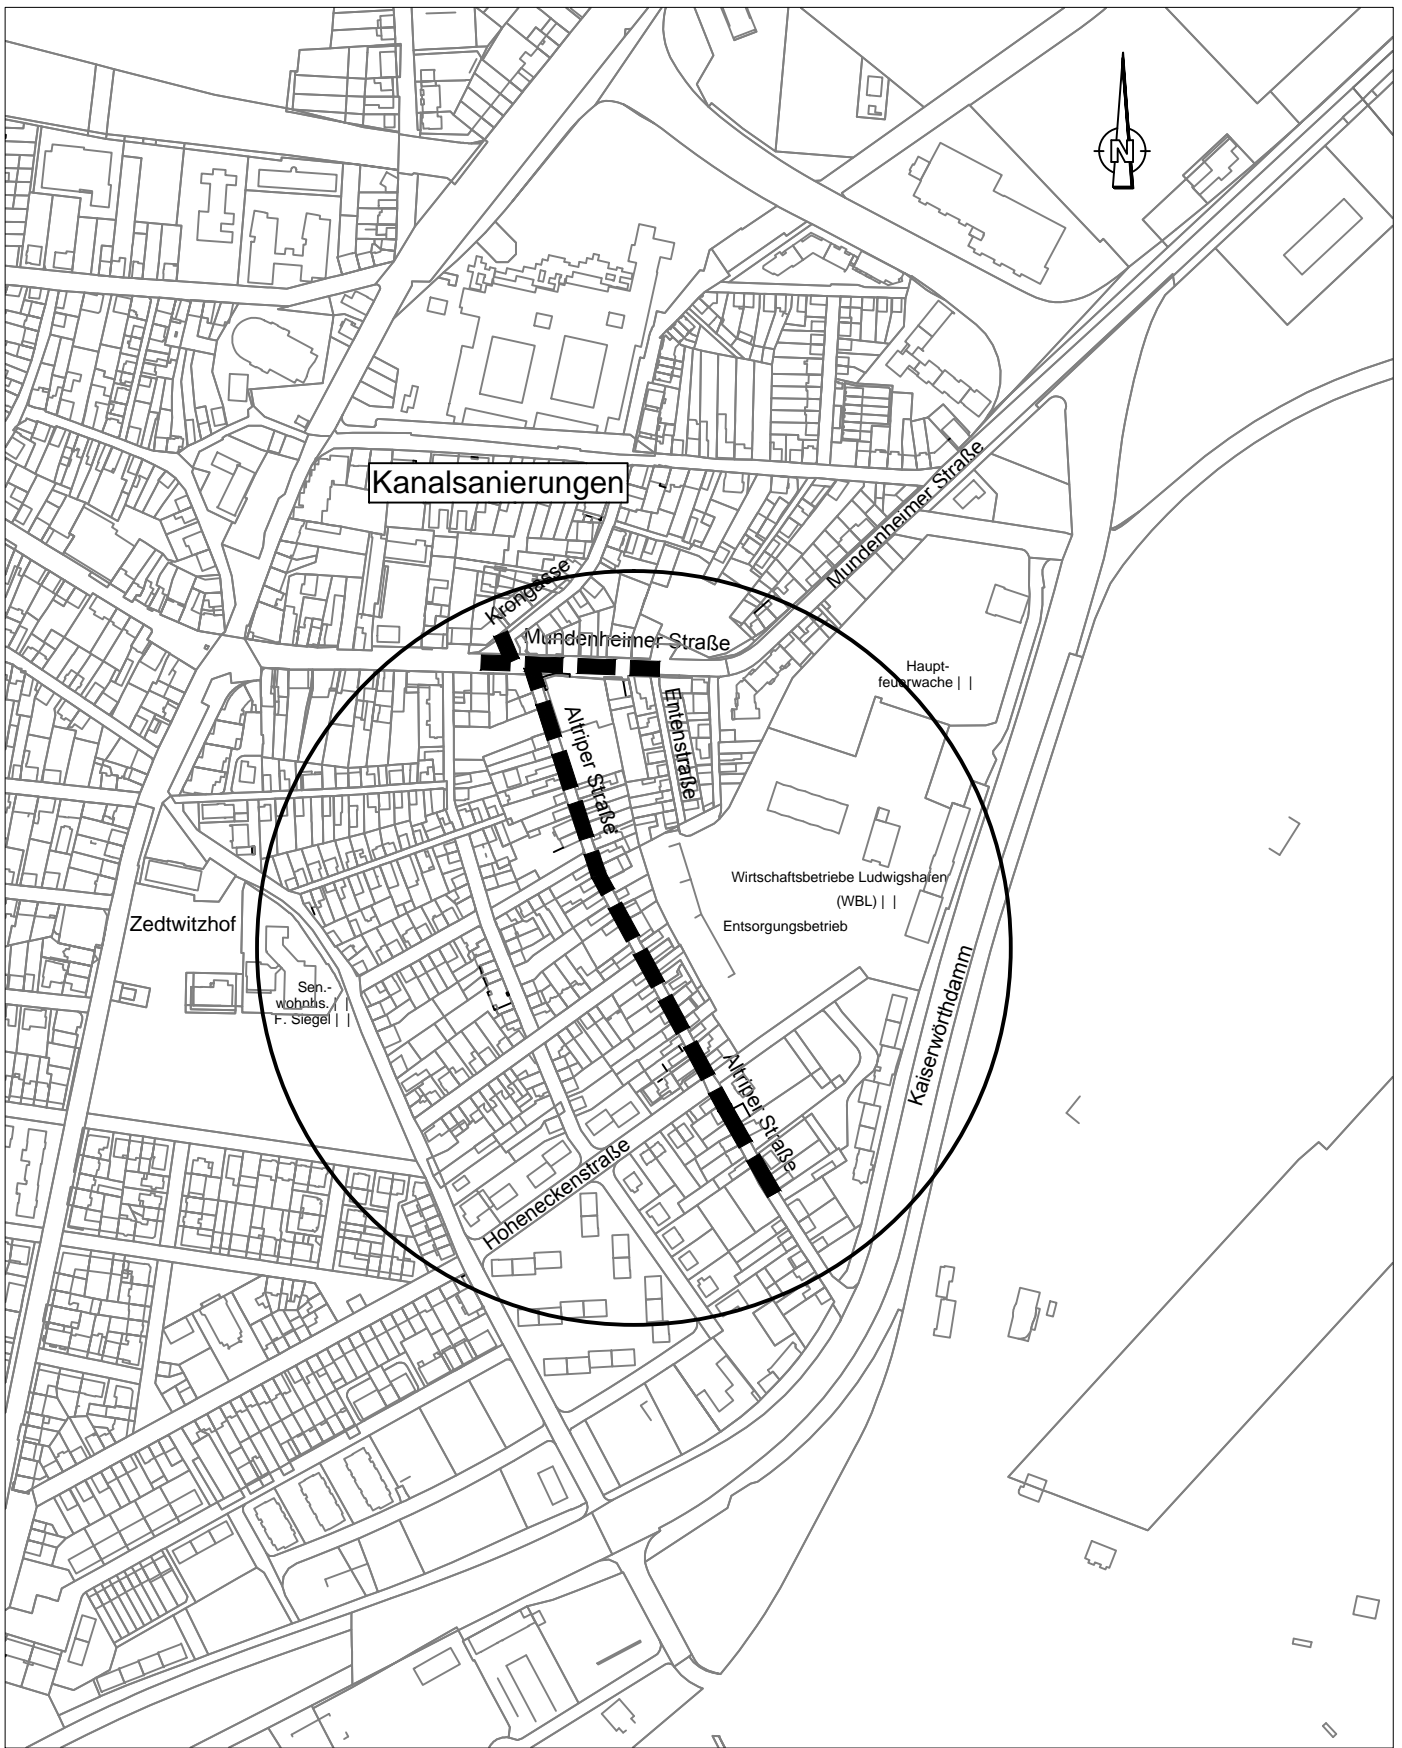 N
Kanalsanierungen
Mundenheimer Straße
Krongasse
Mundenheimer Straße
Haupt-
feuerwache | |
Entenstraße
Altriper Straße
Wirtschaftsbetriebe Ludwigshafen
(WBL) | |
Entsorgungsbetrieb
Zedtwitzhof
Sen.-
wohnhs. | |
F. Siegel | |
Kaiserwörthdamm
Altriper Straße
Hoheneckenstraße